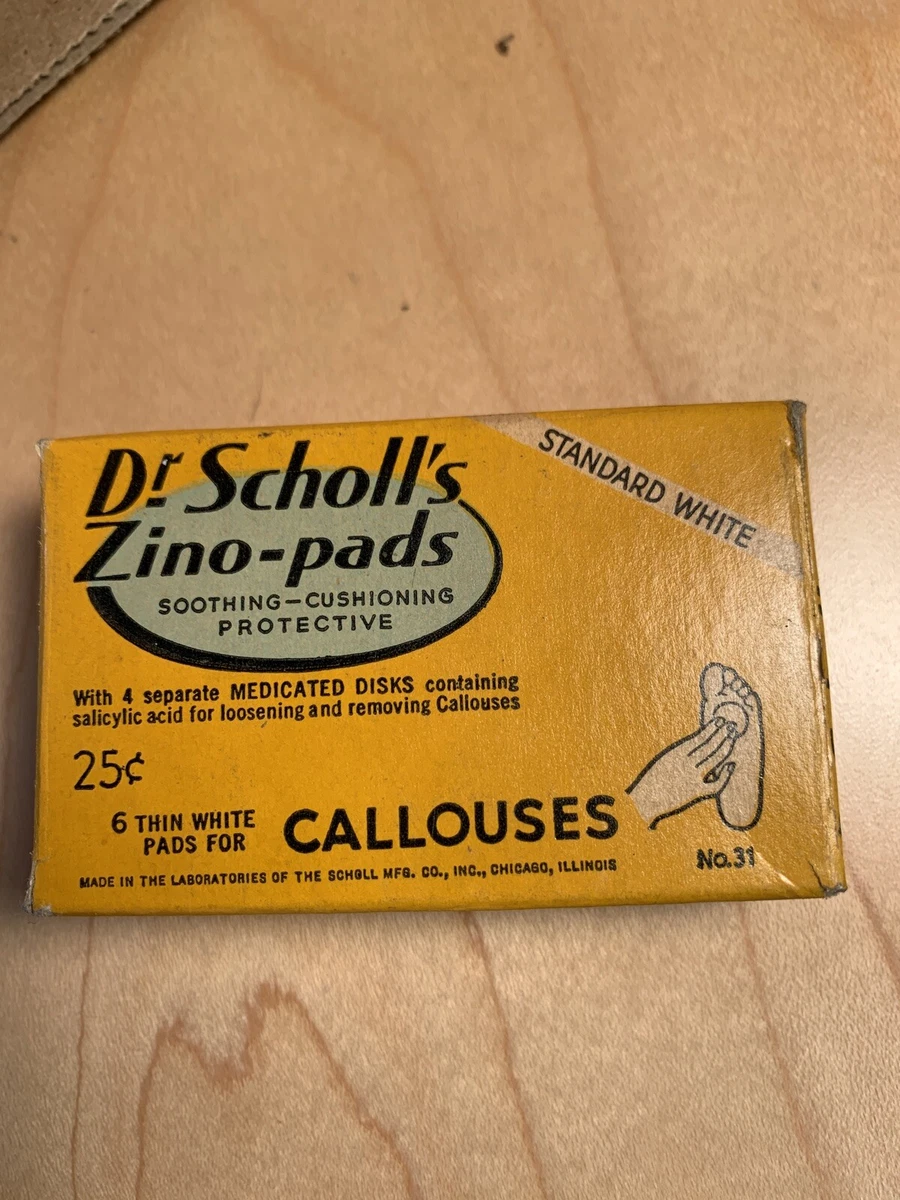 Dr Scholl's
Zino-pads
SOOTHING—CUSHIONING
PROTECTIVE
STANDARD WHITE
With 4 separate MEDICATED DISKS containing
salicylic acid for loosening and removing Callouses
25¢
6 THIN WHITE
PADS FOR
CALLOUSES
No.31
MADE IN THE LABORATORIES OF THE SCHOLL MFG. CO., INC., CHICAGO, ILLINOIS